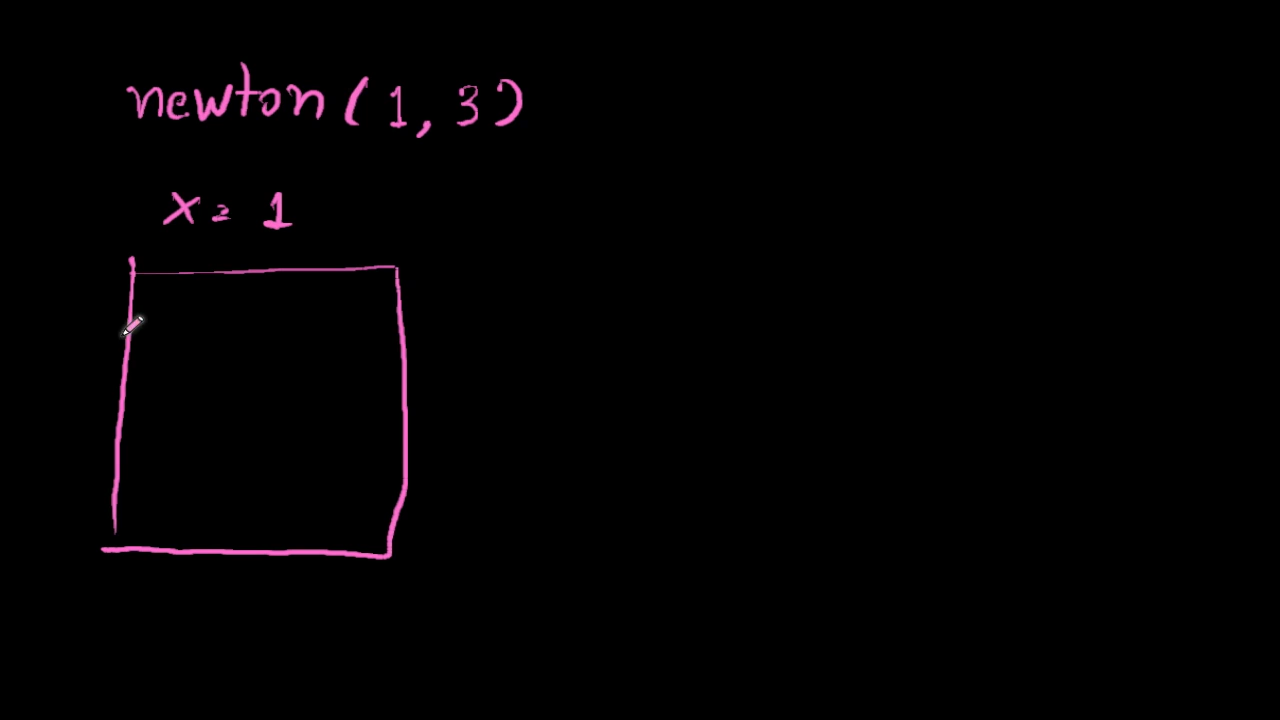 newton(1, 3)
x = 1